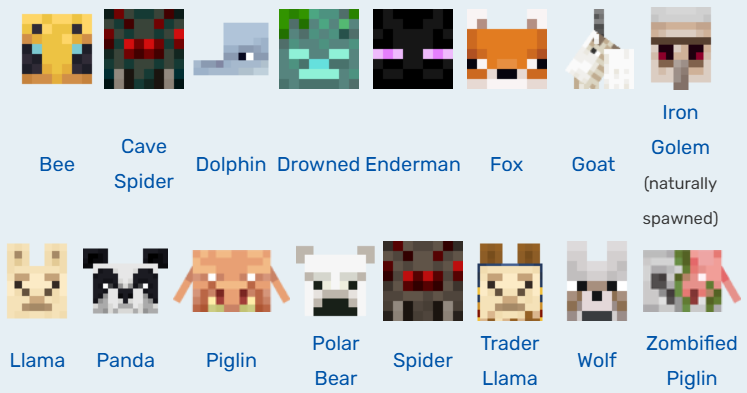 Bee
Cave
Spider
Dolphin
Drowned
Enderman
Fox
Goat
Iron
Golem
(naturally
spawned)
Llama
Panda
Piglin
Polar
Bear
Spider
Trader
Llama
Wolf
Zombified
Piglin